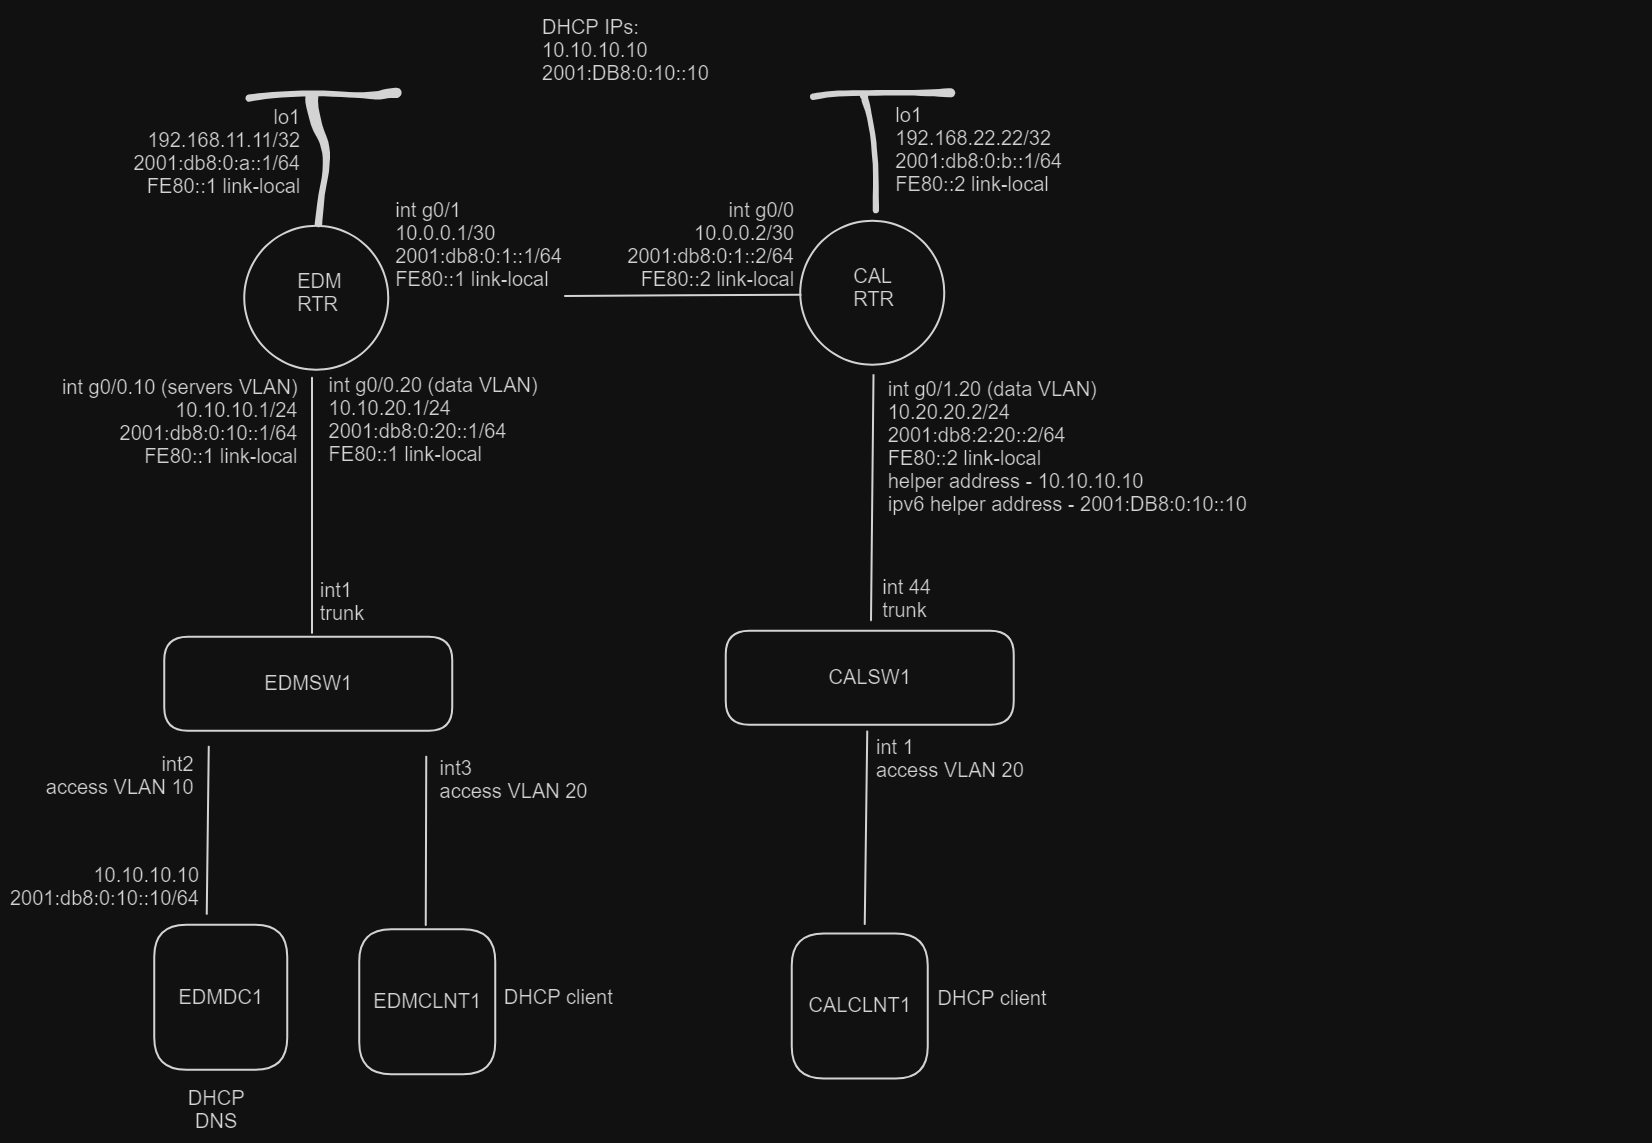 DHCP IPs:
10.10.10.10
2001:DB8:0:10::10
lo1
192.168.11.11/32
2001:db8:0:a::1/64
FE80::1 link-local
lo1
192.168.22.22/32
2001:db8:0:b::1/64
FE80::2 link-local
int g0/1
10.0.0.1/30
2001:db8:0:1::1/64
FE80::1 link-local
int g0/0
10.0.0.2/30
2001:db8:0:1::2/64
FE80::2 link-local
EDM
RTR
CAL
RTR
int g0/0.10 (servers VLAN)
10.10.10.1/24
2001:db8:0:10::1/64
FE80::1 link-local
int g0/0.20 (data VLAN)
10.10.20.1/24
2001:db8:0:20::1/64
FE80::1 link-local
int g0/1.20 (data VLAN)
10.20.20.2/24
2001:db8:2:20::2/64
FE80::2 link-local
helper address - 10.10.10.10
ipv6 helper address - 2001:DB8:0:10::10
int1
trunk
int 44
trunk
EDMSW1
CALSW1
int2
access VLAN 10
int3
access VLAN 20
int 1
access VLAN 20
10.10.10.10
2001:db8:0:10::10/64
EDMDC1
EDMCLNT1
DHCP client
CALCLNT1
DHCP client
DHCP
DNS